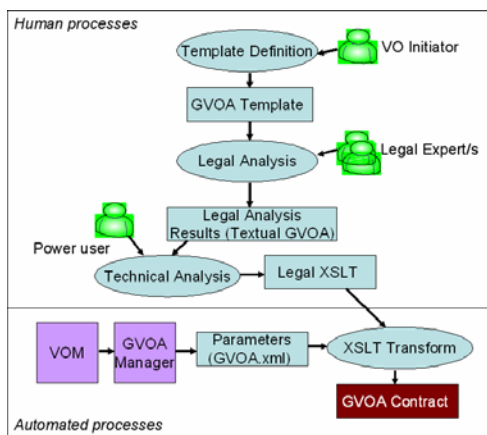 Human processes
Template Definition
VO Initiator
GVOA Template
Legal Analysis
Legal Expert/s
Legal Analysis
Results (Textual GVOA)
Power user
Technical Analysis
Legal XSLT
VOM
GVOA
Manager
Parameters
(GVOA.xml)
XSLT Transform
GVOA Contract
Automated processes